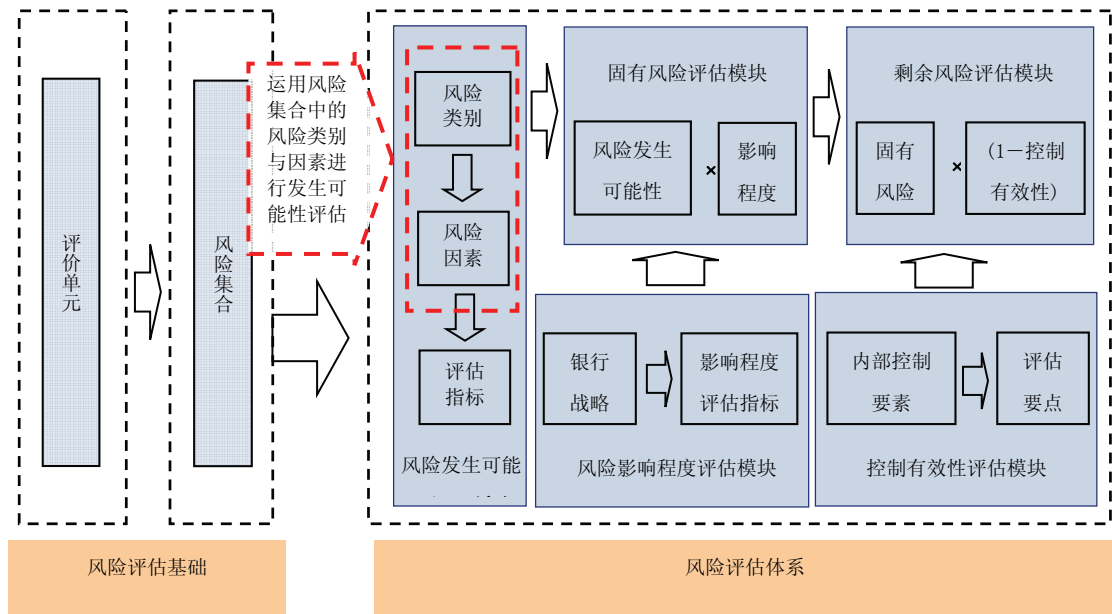 评价单元
风险集合
运用风险
集合中的
风险类别
与因素进
行发生可
能性评估
风险
类别
风险
因素
评估
指标
风险发生可能
固有风险评估模块
风险发生
可能性
×
影响
程度
剩余风险评估模块
固有
风险
×
(1－控制
有效性)
银行
战略
影响程度
评估指标
风险影响程度评估模块
内部控制
要素
评估
要点
控制有效性评估模块
风险评估基础
风险评估体系